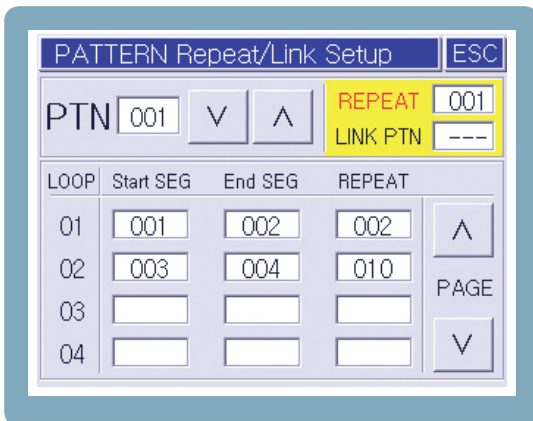 PATTERN Repeat/Link Setup ESC
PTN 001 ∨ ∧ REPEAT 001
LINK PTN ---
LOOP Start SEG End SEG REPEAT
01 001 002 002 ∧
02 003 004 010
PAGE
03
04 ∨